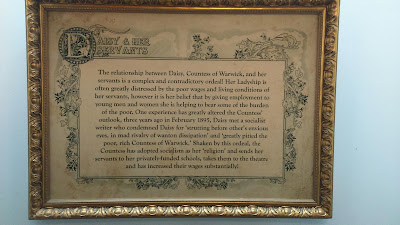 DAISY & HER
SERVANTS
The relationship between Daisy, Countess of Warwick, and her
servants is a complex and contradictory ordeal! Her Ladyship is
often greatly distressed by the poor wages and living conditions of
her servants, however it is her belief that by giving employment to
young men and women she is helping to bear some of the burden
of the poor. One experience has greatly altered the Countess'
outlook, three years ago in February 1895, Daisy met a socialist
writer who condemned Daisy for 'strutting before other's envious
eyes, in mad rivalry of wanton dissipation' and 'greatly pitied the
poor, rich Countess of Warwick.' Shaken by this ordeal, the
Countess has adopted socialism as her 'religion' and sends her
servants to her privately-funded schools, takes them to the theatre
and has increased their wages substantially!